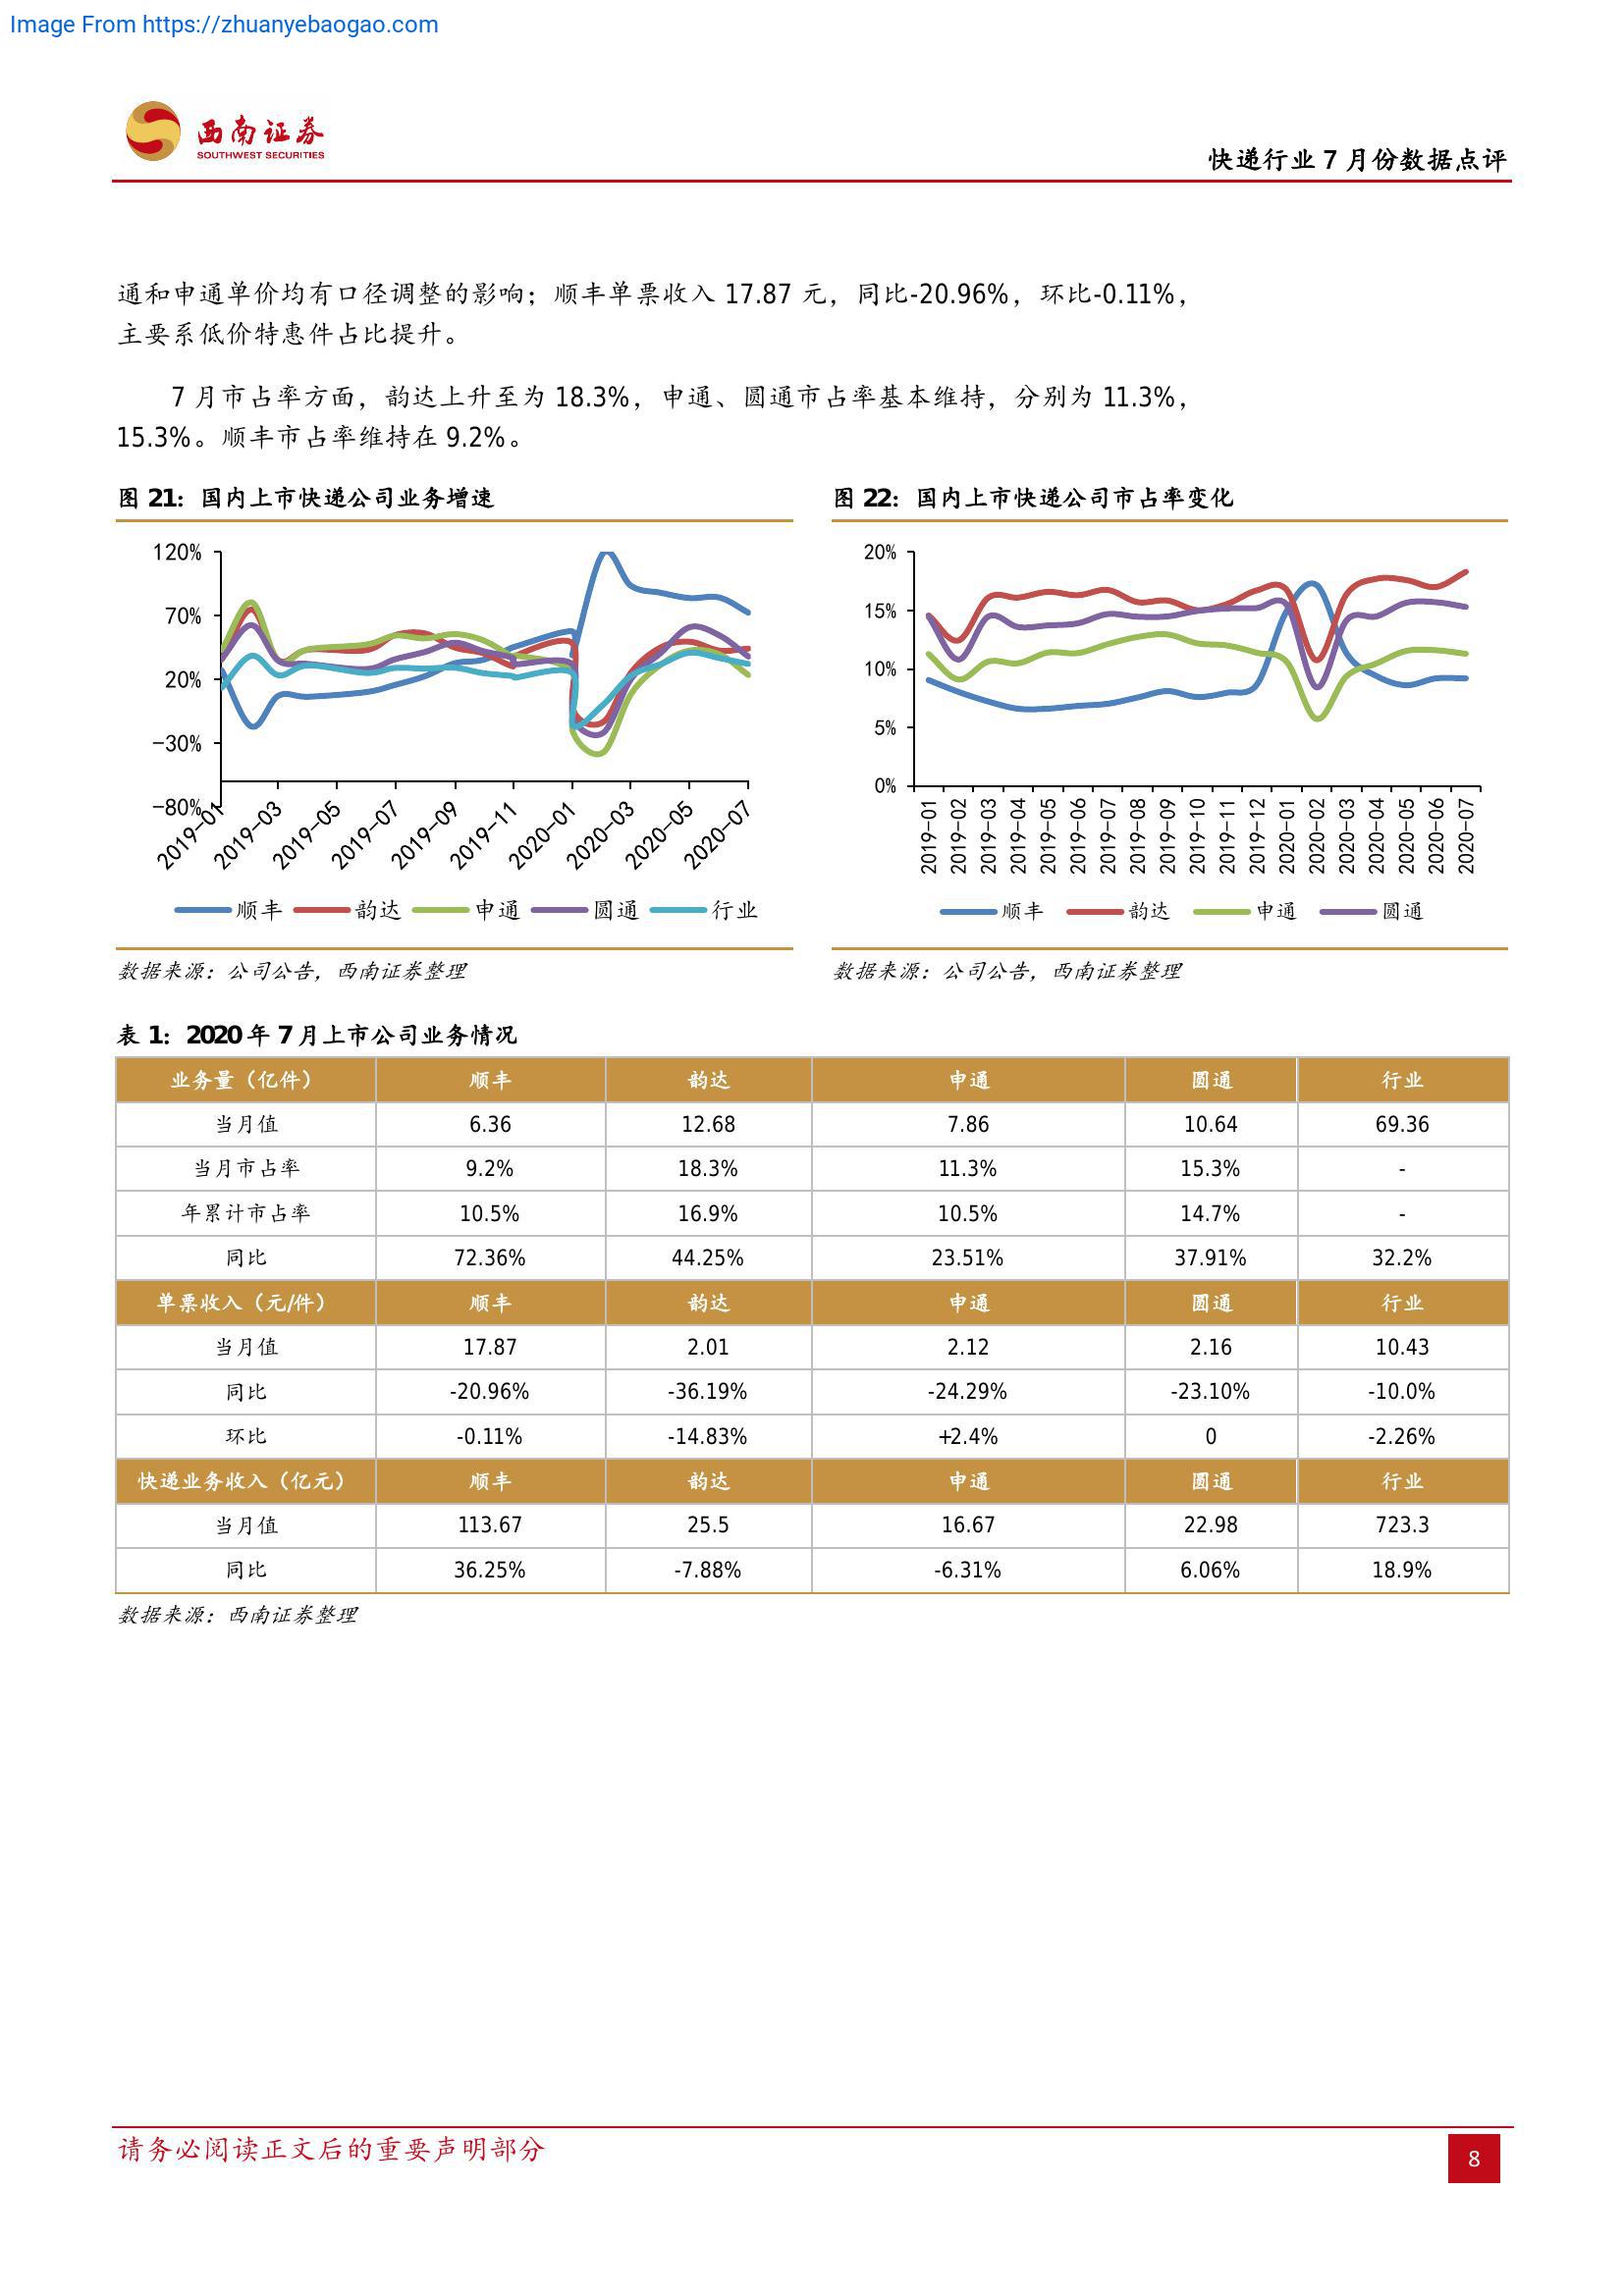 Image From https://zhuanyebaogao.com
西南证券
SOUTHWEST SECURITIES
快递行业 7 月份数据点评
通和申通单价均有口径调整的影响；顺丰单票收入 17.87 元，同比-20.96%，环比-0.11%，
主要系低价特惠件占比提升。
7 月市占率方面，韵达上升至为 18.3%，申通、圆通市占率基本维持，分别为 11.3%，
15.3%。顺丰市占率维持在 9.2%。
图 21：国内上市快递公司业务增速
120%
70%
20%
-30%
-80%
2019-01 2019-03 2019-05 2019-07 2019-09 2019-11 2020-01 2020-03 2020-05 2020-07
顺丰 韵达 申通 圆通 行业
数据来源：公司公告，西南证券整理
图 22：国内上市快递公司市占率变化
20%
15%
10%
5%
0%
2019-01 2019-02 2019-03 2019-04 2019-05 2019-06 2019-07 2019-08 2019-09 2019-10 2019-11 2019-12 2020-01 2020-02 2020-03 2020-04 2020-05 2020-06 2020-07
顺丰 韵达 申通 圆通
数据来源：公司公告，西南证券整理
表 1：2020 年 7 月上市公司业务情况
业务量（亿件） 顺丰 韵达 申通 圆通 行业
当月值 6.36 12.68 7.86 10.64 69.36
当月市占率 9.2% 18.3% 11.3% 15.3% -
年累计市占率 10.5% 16.9% 10.5% 14.7% -
同比 72.36% 44.25% 23.51% 37.91% 32.2%
单票收入（元/件） 顺丰 韵达 申通 圆通 行业
当月值 17.87 2.01 2.12 2.16 10.43
同比 -20.96% -36.19% -24.29% -23.10% -10.0%
环比 -0.11% -14.83% +2.4% 0 -2.26%
快递业务收入（亿元） 顺丰 韵达 申通 圆通 行业
当月值 113.67 25.5 16.67 22.98 723.3
同比 36.25% -7.88% -6.31% 6.06% 18.9%
数据来源：西南证券整理
请务必阅读正文后的重要声明部分
8